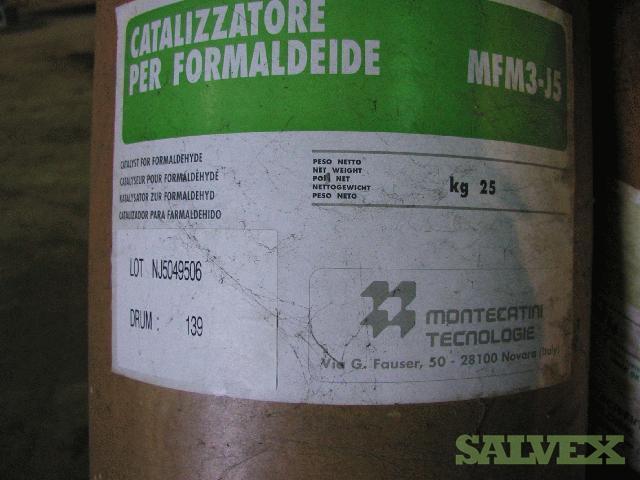 CATALIZZATORE
PER FORMALDEIDE
MFM3-J5
CATALYST FOR FORMALDEHYDE
CATALYSEUR POUR FORMALDÉHYDE
KATALYSATOR ZUR FORMALDEHYD
CATALIZADOR PARA FARMALDEHIDO
PESO NETTO
NET WEIGHT
POIDS NET
NETTOGEWICHT
PESO NETO
kg 25
LOT NJ5049506
DRUM : 139
MONTECATINI
TECNOLOGIE
Via G. Fauser, 50 - 28100 Novara (Italy)
SALVEX